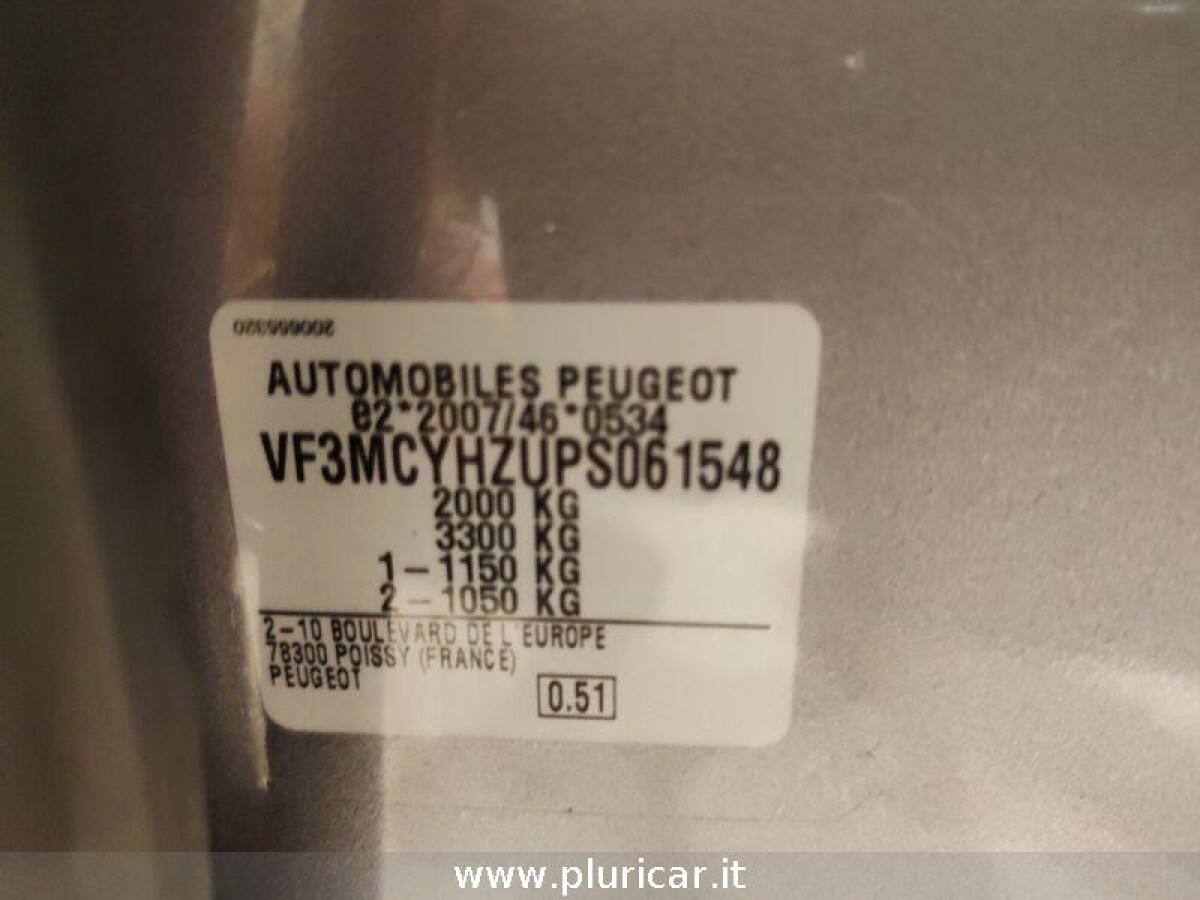 AUTOMOBILES PEUGEOT
e2*2007/46*0534
VF3MCYHZUPS061548
2000 KG
3300 KG
1-1150 KG
2-1050 KG
2-10 BOULEVARD DE L'EUROPE
78300 POISSY (FRANCE)
PEUGEOT
0.51
www.pluricar.it